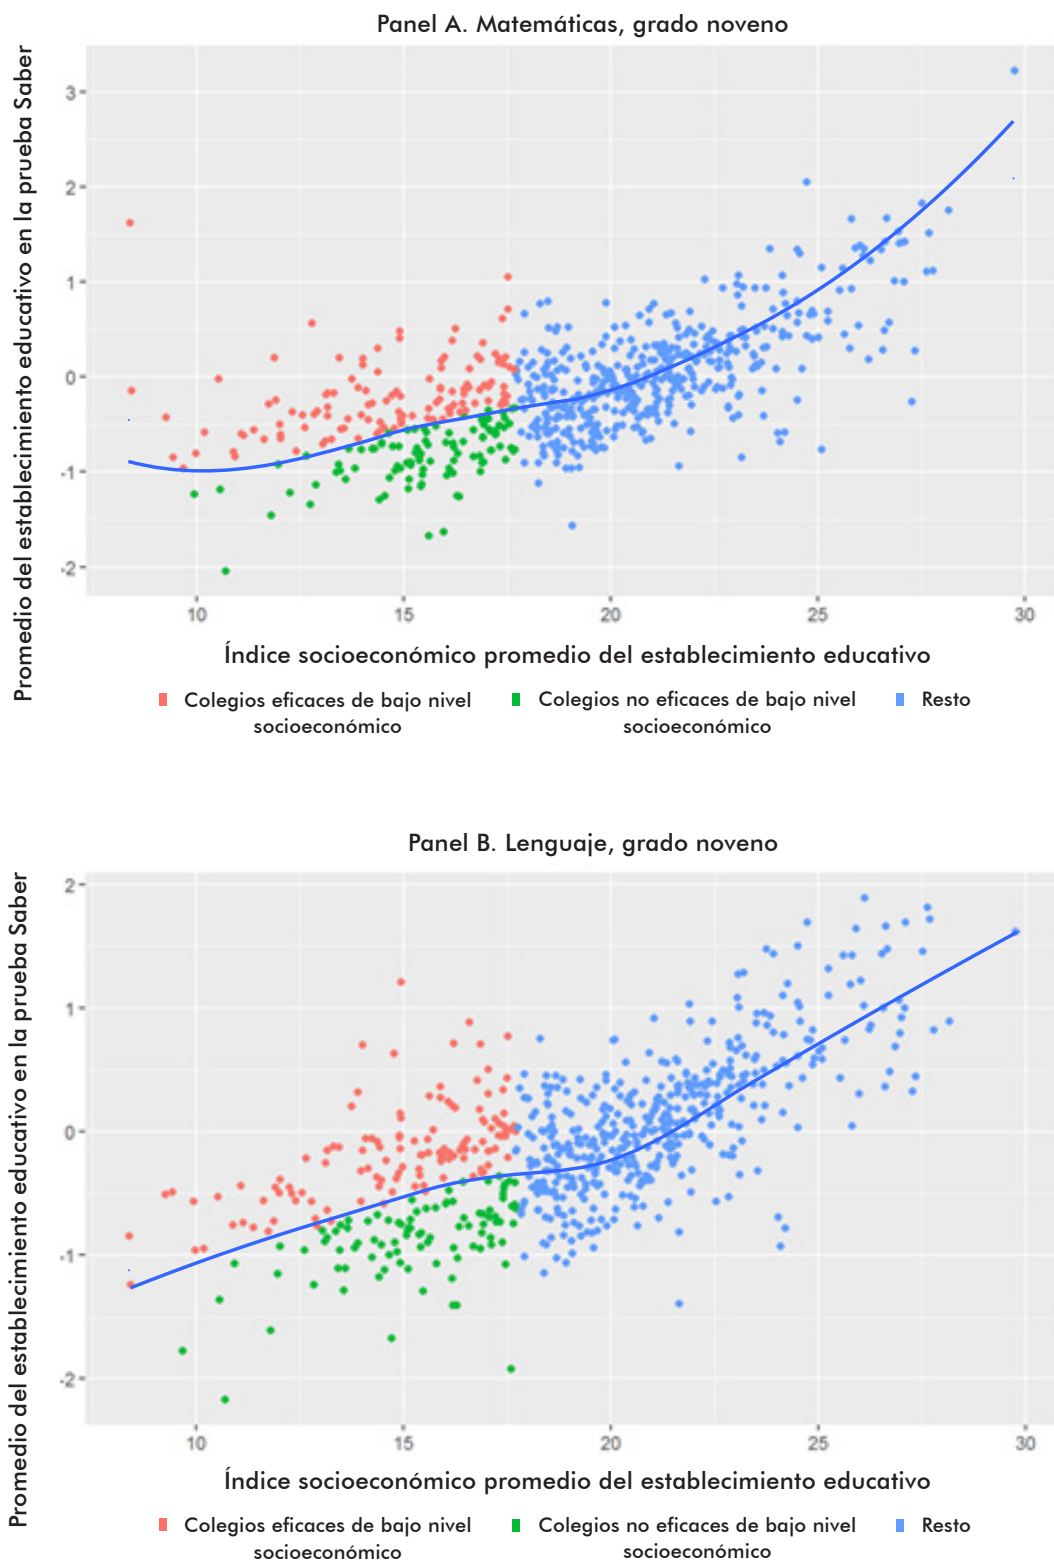 Panel A. Matemáticas, grado noveno
Promedio del establecimiento educativo en la prueba Saber
3
2
1
0
-1
-2
10 15 20 25 30
Índice socioeconómico promedio del establecimiento educativo
Colegios eficaces de bajo nivel
socioeconómico
Colegios no eficaces de bajo nivel
socioeconómico
Resto
Panel B. Lenguaje, grado noveno
Promedio del establecimiento educativo en la prueba Saber
2
1
0
-1
-2
10 15 20 25 30
Índice socioeconómico promedio del establecimiento educativo
Colegios eficaces de bajo nivel
socioeconómico
Colegios no eficaces de bajo nivel
socioeconómico
Resto